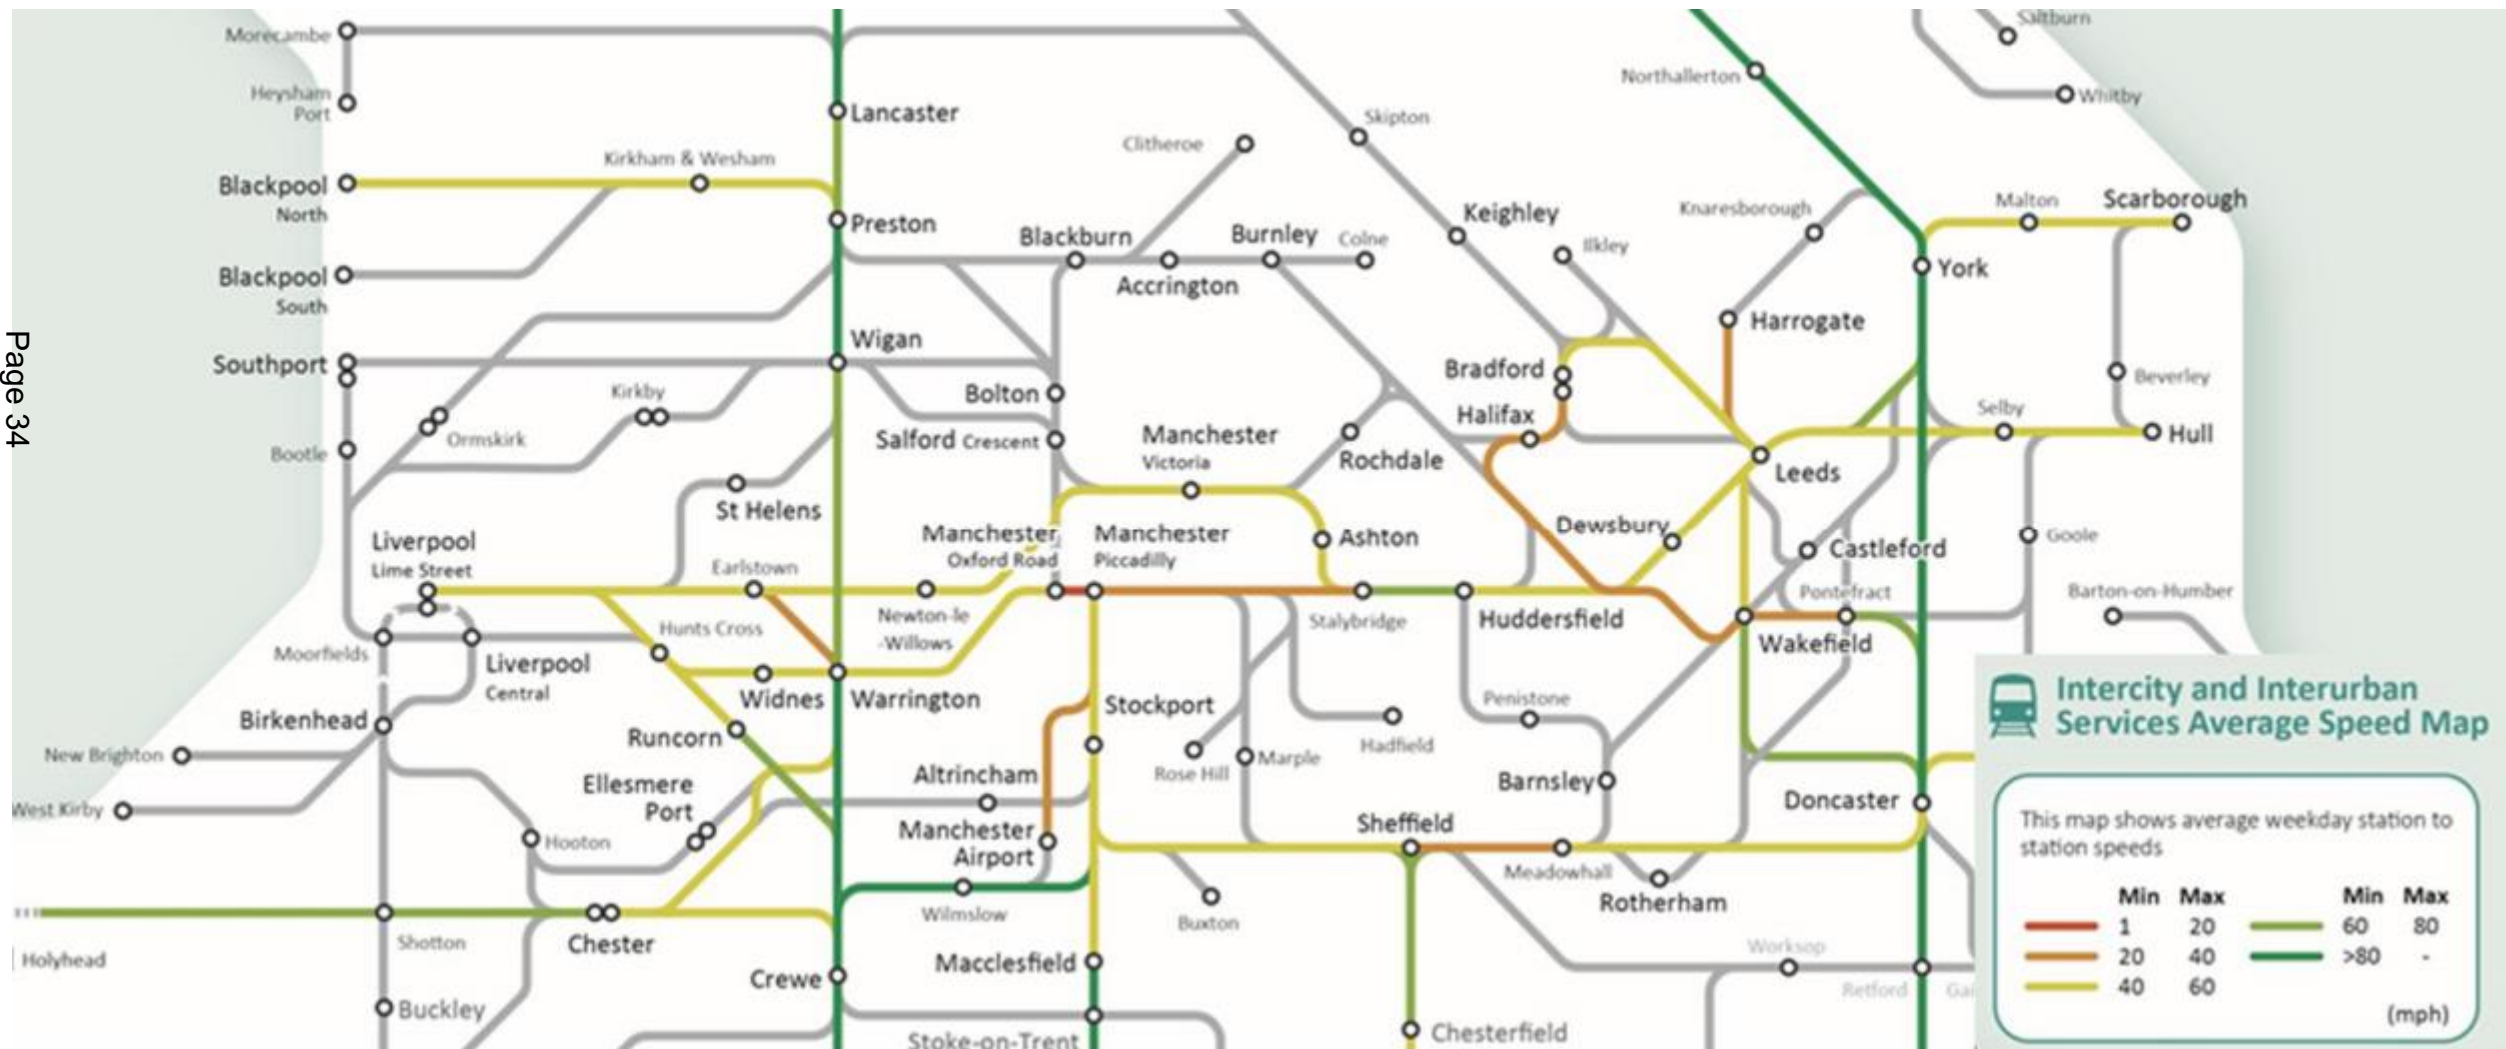 Page 34
Morecambe
Heysham
Port
Blackpool
North
Kirkham & Wesham
Blackpool
South
Southport
Bootle
Ormskirk
Kirkby
Lancaster
Preston
Wigan
Clitheroe
Blackburn
Accrington
Burnley
Colne
Bolton
Salford Crescent
Manchester
Victoria
Rochdale
St Helens
Skipton
Keighley
Ilkley
Bradford
Halifax
Northallerton
Knaresborough
Harrogate
Saltburn
Whitby
Malton
Scarborough
York
Beverley
Selby
Hull
Leeds
Goole
Barton-on-Humber
Liverpool
Lime Street
Earlstown
Newton-le
-Willows
Manchester
Oxford Road
Manchester
Piccadilly
Ashton
Stalybridge
Dewsbury
Huddersfield
Castleford
Pontefract
Wakefield
Moorfields
Liverpool
Central
Hunts Cross
Widnes
Warrington
Birkenhead
New Brighton
West Kirby
Runcorn
Ellesmere
Port
Hooton
Altrincham
Manchester
Airport
Stockport
Rose Hill
Marple
Hadfield
Penistone
Barnsley
Doncaster
Sheffield
Meadowhall
Rotherham
Holyhead
Shotton
Buckley
Chester
Crewe
Wilmslow
Macclesfield
Stoke-on-Trent
Buxton
Chesterfield
Worksop
Retford
Gai
Intercity and Interurban
Services Average Speed Map
This map shows average weekday station to
station speeds
Min Max Min Max
1 20 60 80
20 40 >80 -
40 60
(mph)